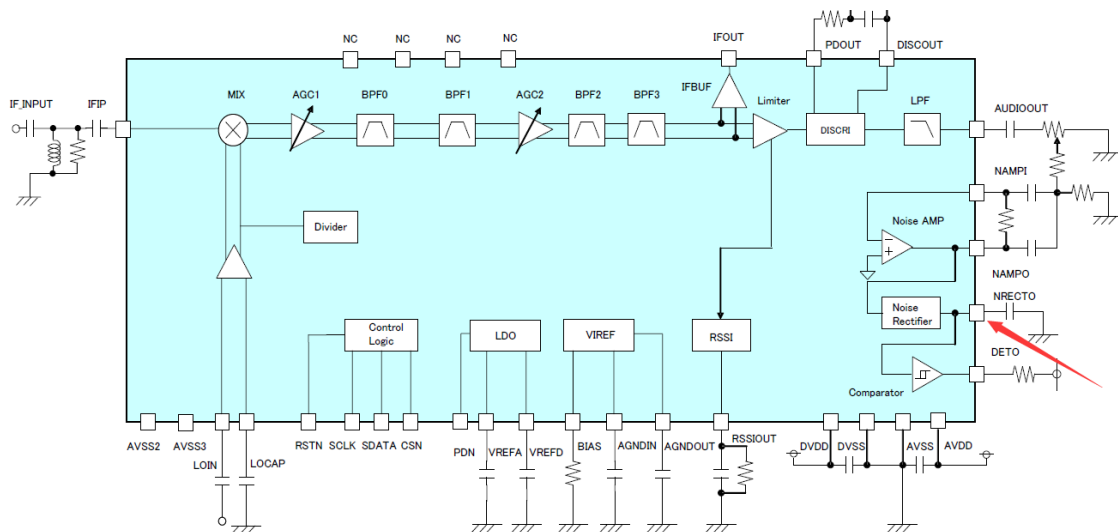 NC NC NC NC IFOUT PDOUT DISCOUT
IF_INPUT IFIP MIX AGC1 BPF0 BPF1 AGC2 BPF2 BPF3 IFBUF Limiter LPF AUDIOOUT
DISCRI
NAMPI
Divider
Noise AMP
NAMPO
NRECTO
Noise
Rectifier
Control
Logic
LDO VIREF RSSI
DETO
Comparator
AVSS2 AVSS3 RSTN SCLK SDATA CSN PDN VREFA VREFD BIAS AGNDIN AGNDOUT RSSIOUT DVDD DVSS AVSS AVDD
LOIN LOCAP